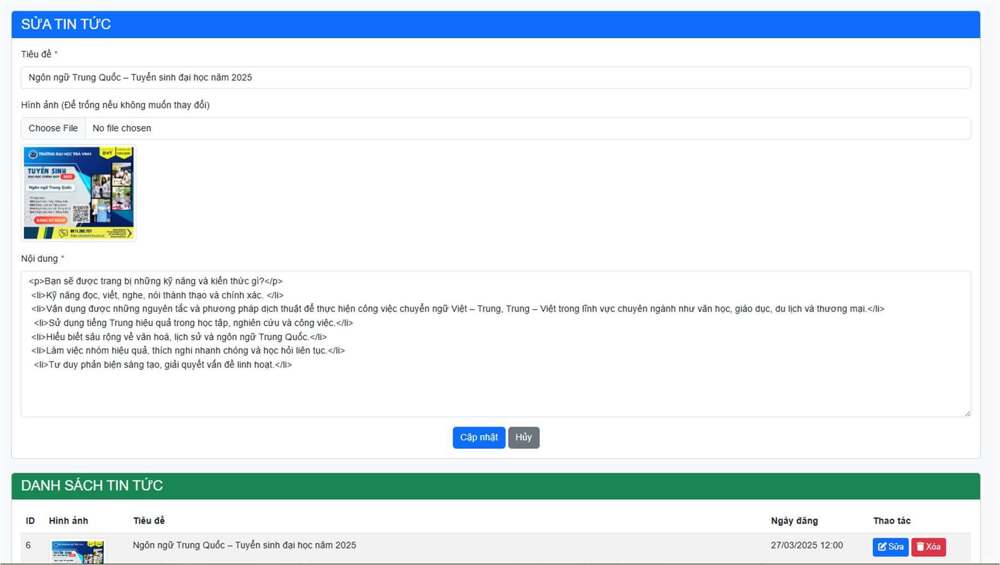 SỬA TIN TỨC
Tiêu đề *
Ngôn ngữ Trung Quốc – Tuyển sinh đại học năm 2025
Hình ảnh (Để trống nếu không muốn thay đổi)
Choose File No file chosen
TRƯỜNG ĐẠI HỌC TRÀ VINH
DVT
TUYỂN SINH
ĐẠI HỌC CHÍNH QUY 2025
Ngôn ngữ Trung Quốc
ĐĂNG KÝ NGAY
Nội dung *
<p>Bạn sẽ được trang bị những kỹ năng và kiến thức gì?</p>
<li>Kỹ năng đọc, viết, nghe, nói thành thạo và chính xác. </li>
<li>Vận dụng được những nguyên tắc và phương pháp dịch thuật để thực hiện công việc chuyển ngữ Việt – Trung, Trung – Việt trong lĩnh vực chuyên ngành như văn học, giáo dục, du lịch và thương mại.</li>
<li>Sử dụng tiếng Trung hiệu quả trong học tập, nghiên cứu và công việc.</li>
<li>Hiểu biết sâu rộng về văn hoá, lịch sử và ngôn ngữ Trung Quốc.</li>
<li>Làm việc nhóm hiệu quả, thích nghi nhanh chóng và học hỏi liên tục.</li>
<li>Tư duy phản biện sáng tạo, giải quyết vấn đề linh hoạt.</li>
Cập nhật Hủy
DANH SÁCH TIN TỨC
ID Hình ảnh Tiêu đề Ngày đăng Thao tác
6 Ngôn ngữ Trung Quốc – Tuyển sinh đại học năm 2025 27/03/2025 12:00 Sửa Xóa
TUYỂN SINH